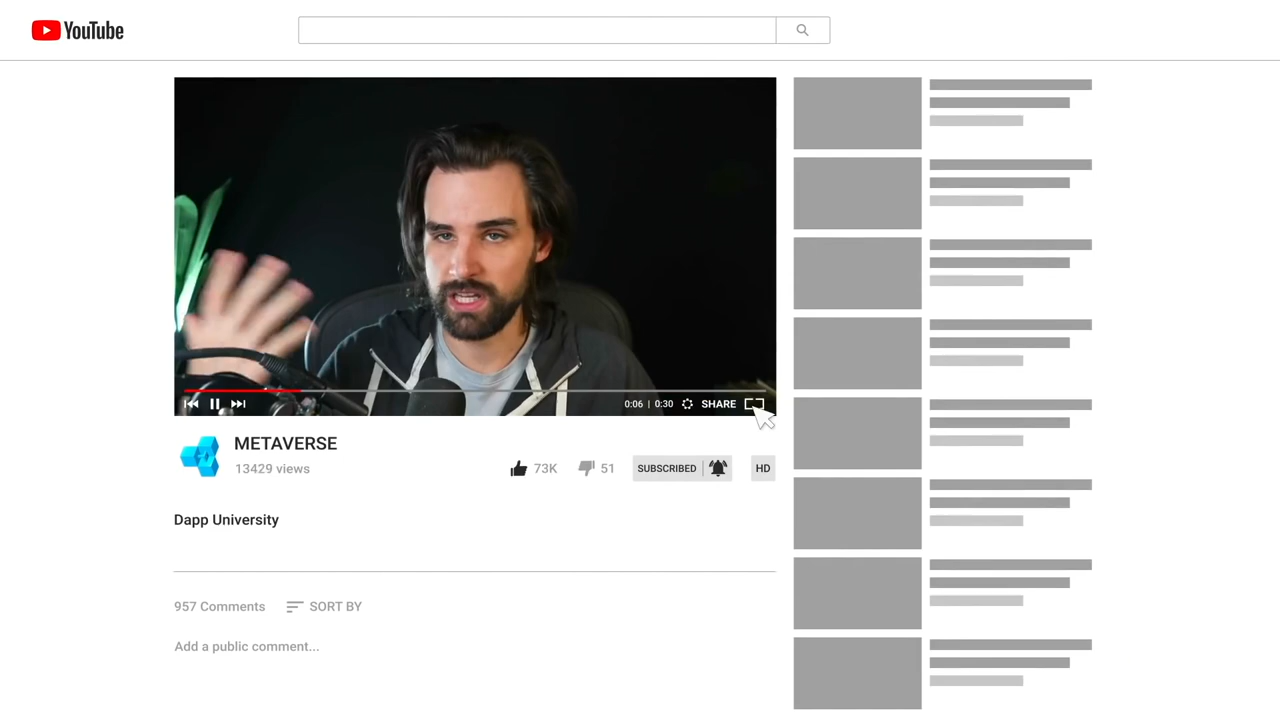 YouTube
0:06 | 0:30 SHARE
METAVERSE
13429 views
73K 51 SUBSCRIBED HD
Dapp University
957 Comments SORT BY
Add a public comment...